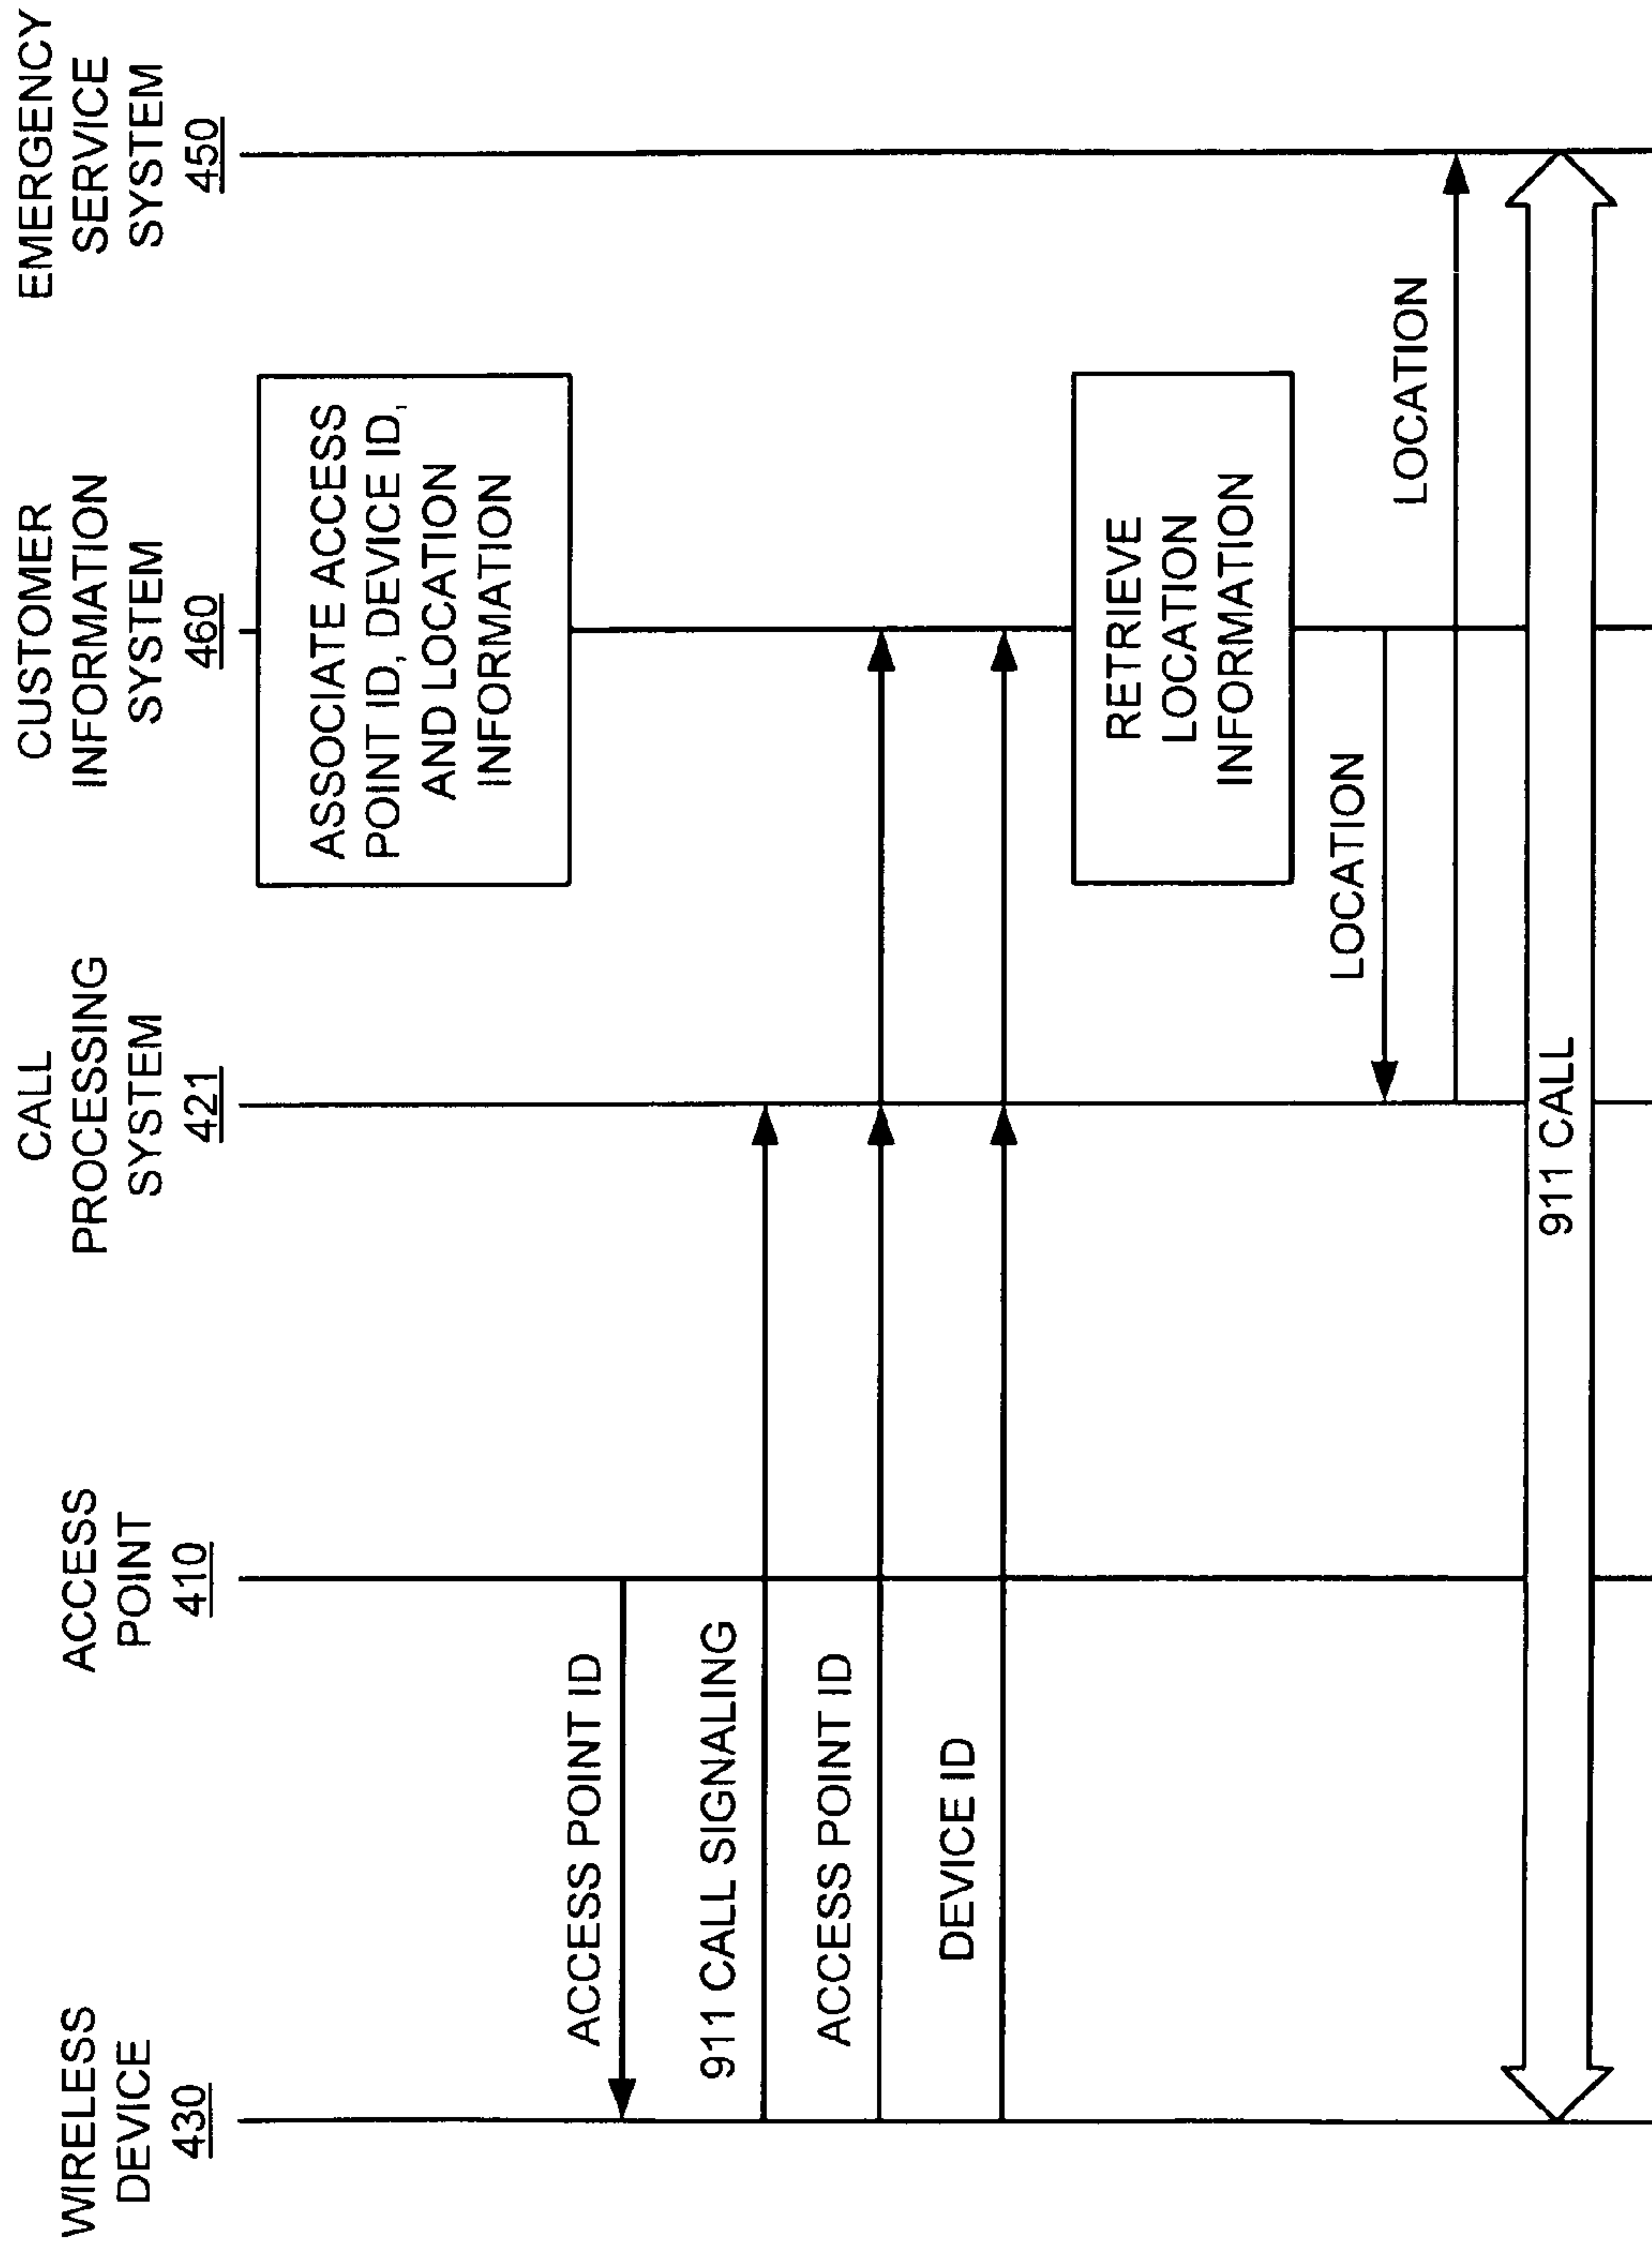 WIRELESS
DEVICE
430
ACCESS
POINT
410
CALL
PROCESSING
SYSTEM
421
CUSTOMER
INFORMATION
SYSTEM
460
EMERGENCY
SERVICE
SYSTEM
450
ASSOCIATE ACCESS
POINT ID, DEVICE ID,
AND LOCATION
INFORMATION
ACCESS POINT ID
911 CALL SIGNALING
ACCESS POINT ID
DEVICE ID
RETRIEVE
LOCATION
INFORMATION
LOCATION
LOCATION
911 CALL